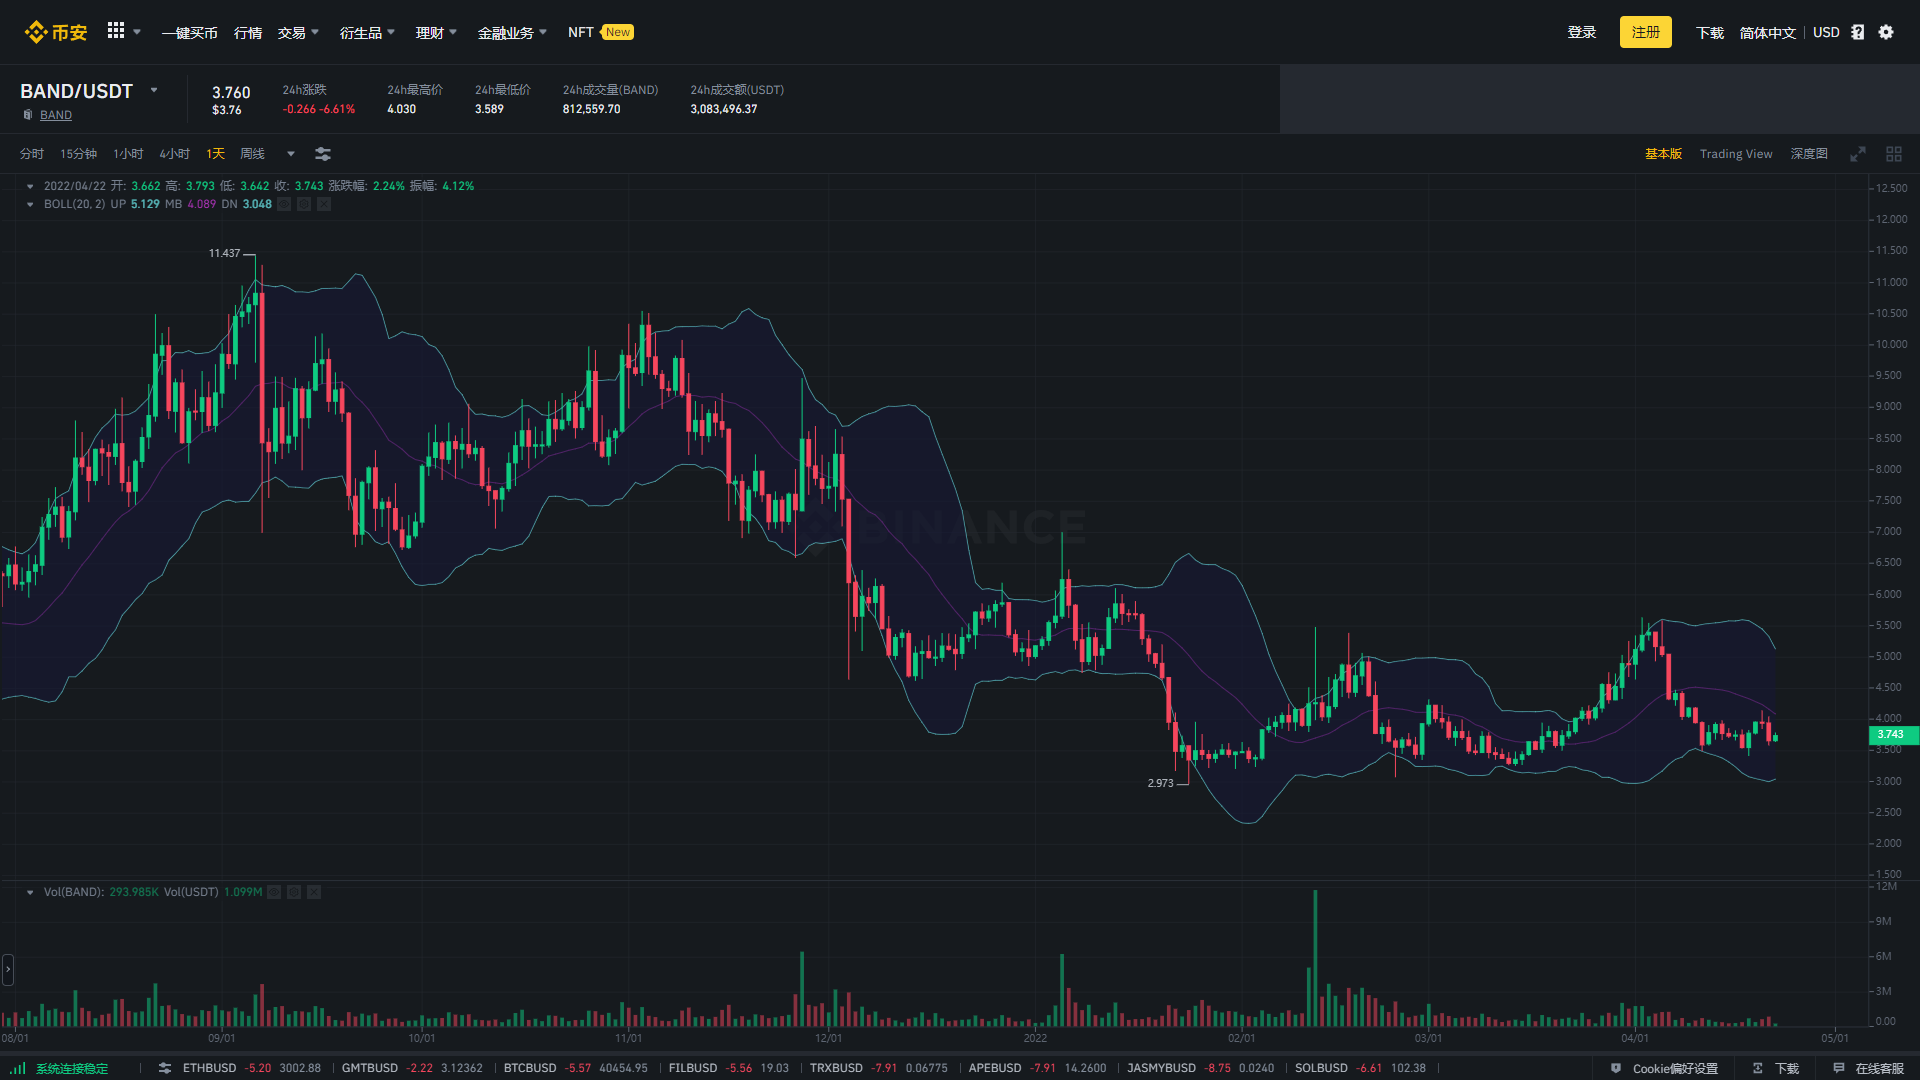 币安 一键买币 行情 交易 衍生品 理财 金融业务 NFT New 登录 注册 下载 简体中文 USD
BAND/USDT
BAND
3.760
$3.76
24h涨跌
-0.266 -6.61%
24h最高价
4.030
24h最低价
3.589
24h成交量(BAND)
812,559.70
24h成交额(USDT)
3,083,496.37
分时 15分钟 1小时 4小时 1天 周线 基本版 Trading View 深度图
2022/04/22 开: 3.662 高: 3.793 低: 3.642 收: 3.743 涨跌幅: 2.24% 振幅: 4.12%
BOLL(20, 2) UP 5.129 MB 4.089 DN 3.048
11.437
2.973
BINANCE
12.500
12.000
11.500
11.000
10.500
10.000
9.500
9.000
8.500
8.000
7.500
7.000
6.500
6.000
5.500
5.000
4.500
4.000
3.743
3.500
3.000
2.500
2.000
1.500
Vol(BAND): 293.985K Vol(USDT) 1.099M
12M
9M
6M
3M
0.00
08/01 09/01 10/01 11/01 12/01 2022 02/01 03/01 04/01 05/01
系统连接稳定 ETHBUSD -5.20 3002.88 GMTBUSD -2.22 3.12362 BTCBUSD -5.57 40454.95 FILBUSD -5.56 19.03 TRXBUSD -7.91 0.06775 APEBUSD -7.91 14.2600 JASMYBUSD -8.75 0.0240 SOLBUSD -6.61 102.38 Cookie偏好设置 下载 在线客服